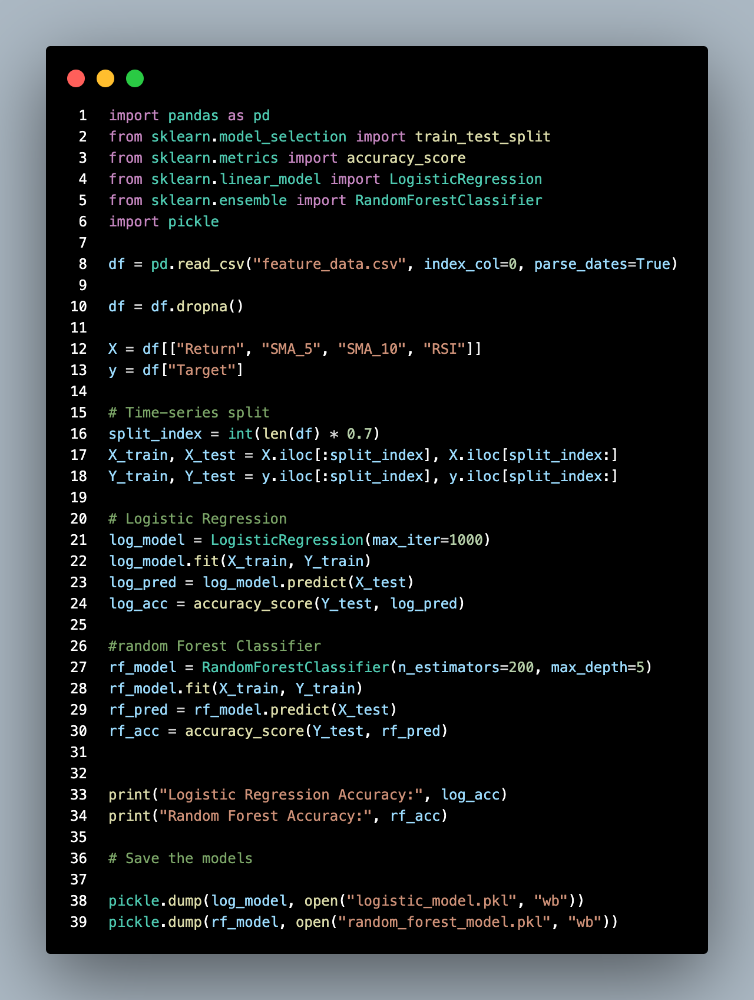 1 import pandas as pd
2 from sklearn.model_selection import train_test_split
3 from sklearn.metrics import accuracy_score
4 from sklearn.linear_model import LogisticRegression
5 from sklearn.ensemble import RandomForestClassifier
6 import pickle
7
8 df = pd.read_csv("feature_data.csv", index_col=0, parse_dates=True)
9
10 df = df.dropna()
11
12 X = df[["Return", "SMA_5", "SMA_10", "RSI"]]
13 y = df["Target"]
14
15 # Time-series split
16 split_index = int(len(df) * 0.7)
17 X_train, X_test = X.iloc[:split_index], X.iloc[split_index:]
18 Y_train, Y_test = y.iloc[:split_index], y.iloc[split_index:]
19
20 # Logistic Regression
21 log_model = LogisticRegression(max_iter=1000)
22 log_model.fit(X_train, Y_train)
23 log_pred = log_model.predict(X_test)
24 log_acc = accuracy_score(Y_test, log_pred)
25
26 #random Forest Classifier
27 rf_model = RandomForestClassifier(n_estimators=200, max_depth=5)
28 rf_model.fit(X_train, Y_train)
29 rf_pred = rf_model.predict(X_test)
30 rf_acc = accuracy_score(Y_test, rf_pred)
31
32
33 print("Logistic Regression Accuracy:", log_acc)
34 print("Random Forest Accuracy:", rf_acc)
35
36 # Save the models
37
38 pickle.dump(log_model, open("logistic_model.pkl", "wb"))
39 pickle.dump(rf_model, open("random_forest_model.pkl", "wb"))